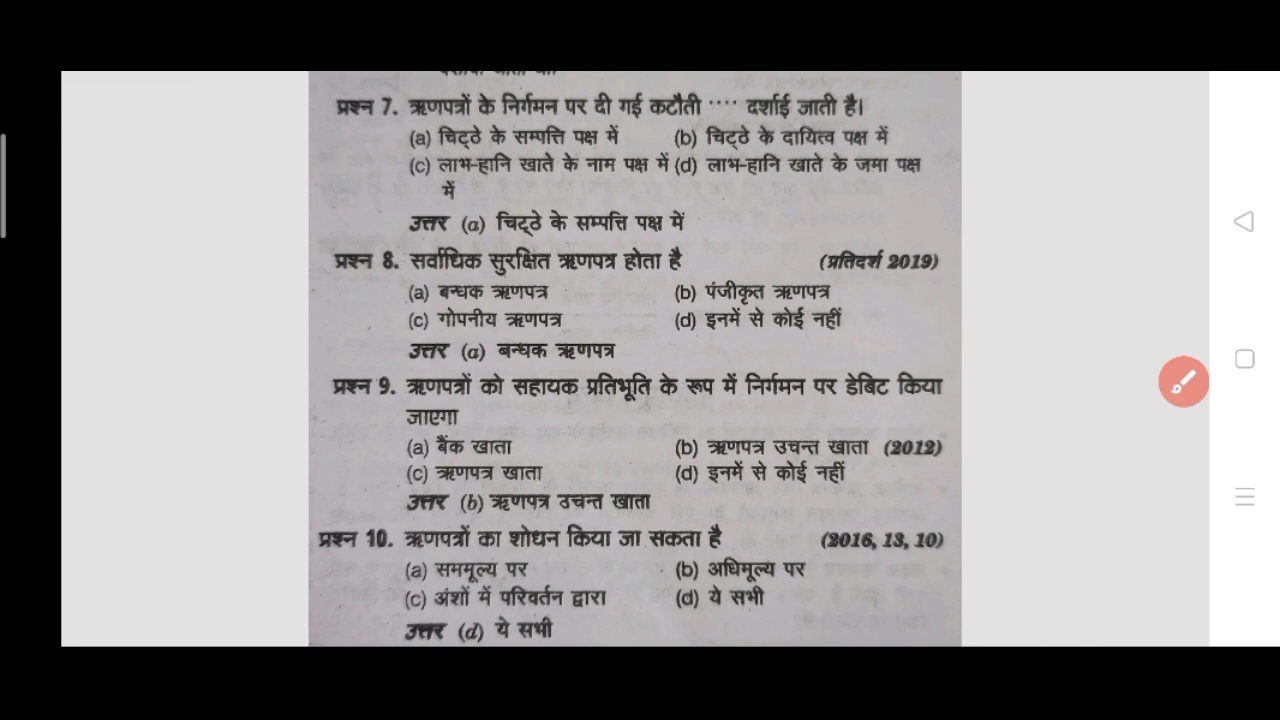 प्रश्न 7. ऋणपत्रों के निर्गमन पर दी गई कटौती .... दर्शाई जाती है।
(a) चिट्ठे के सम्पत्ति पक्ष में (b) चिट्ठे के दायित्व पक्ष में
(c) लाभ-हानि खाते के नाम पक्ष में (d) लाभ-हानि खाते के जमा पक्ष
में
उत्तर (a) चिट्ठे के सम्पत्ति पक्ष में
प्रश्न 8. सर्वाधिक सुरक्षित ऋणपत्र होता है (प्रतिदर्श 2019)
(a) बन्धक ऋणपत्र (b) पंजीकृत ऋणपत्र
(c) गोपनीय ऋणपत्र (d) इनमें से कोई नहीं
उत्तर (a) बन्धक ऋणपत्र
प्रश्न 9. ऋणपत्रों को सहायक प्रतिभूति के रूप में निर्गमन पर डेबिट किया
जाएगा
(a) बैंक खाता (b) ऋणपत्र उचन्त खाता (2012)
(c) ऋणपत्र खाता (d) इनमें से कोई नहीं
उत्तर (b) ऋणपत्र उचन्त खाता
प्रश्न 10. ऋणपत्रों का शोधन किया जा सकता है (2016, 13, 10)
(a) सममूल्य पर (b) अधिमूल्य पर
(c) अंशों में परिवर्तन द्वारा (d) ये सभी
उत्तर (d) ये सभी